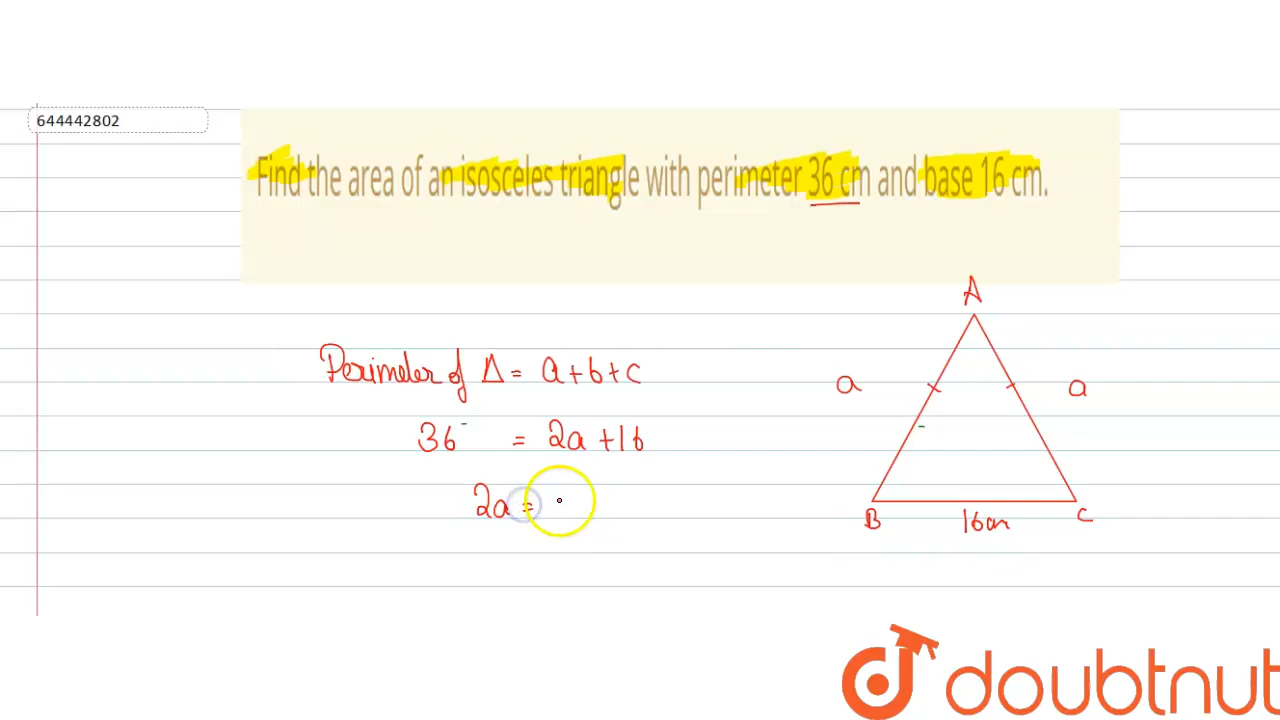 644442802
Find the area of an isosceles triangle with perimeter 36 cm and base 16 cm.
A
Perimeter of Δ = a + b + c
a
a
36 = 2a + 16
2a =
B
16cm
C
doubtnut